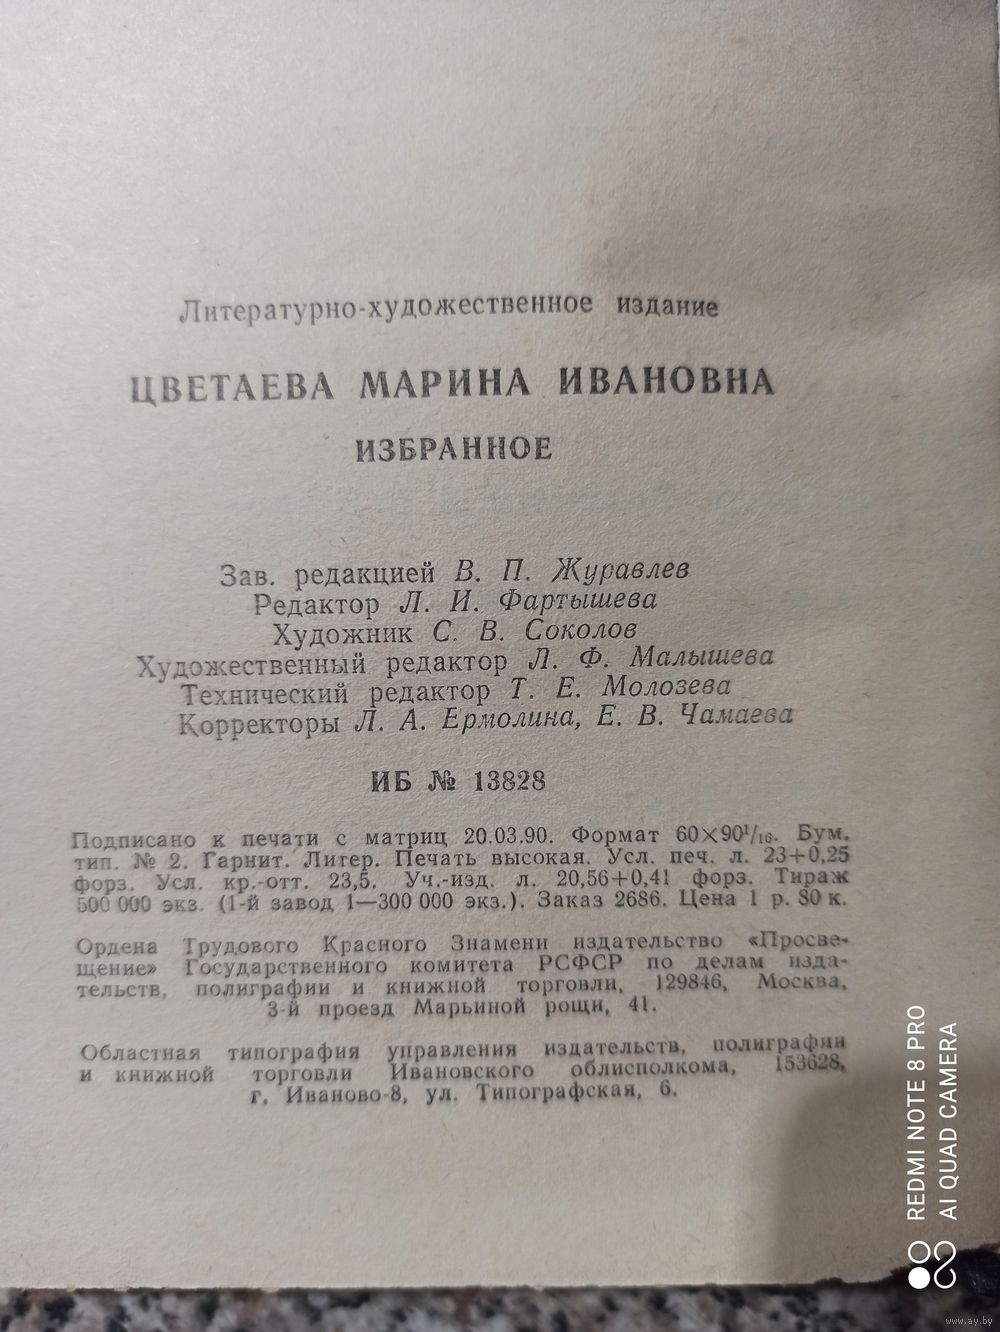 Литературно-художественное издание
ЦВЕТАЕВА МАРИНА ИВАНОВНА
ИЗБРАННОЕ
Зав. редакцией В. П. Журавлев
Редактор Л. И. Фартышева
Художник С. В. Соколов
Художественный редактор Л. Ф. Малышева
Технический редактор Т. Е. Молозева
Корректоры Л. А. Ермолина, Е. В. Чамаева
ИБ № 13828
Подписано к печати с матриц 20.03.90. Формат 60×90¹/₁₆. Бум.
тип. № 2. Гарнит. Литер. Печать высокая. Усл. печ. л. 23+0,25
форз. Усл. кр.-отт. 23,5. Уч.-изд. л. 20,56+0,41 форз. Тираж
500 000 экз. (1-й завод 1—300 000 экз.). Заказ 2686. Цена 1 р. 80 к.
Ордена Трудового Красного Знамени издательство «Просве-
щение» Государственного комитета РСФСР по делам изда-
тельств, полиграфии и книжной торговли, 129846, Москва,
3-й проезд Марьиной рощи, 41.
Областная типография управления издательств, полиграфии
и книжной торговли Ивановского облисполкома, 153628,
г. Иваново-8, ул. Типографская, 6.
REDMI NOTE 8 PRO
AI QUAD CAMERA
www.ay.by